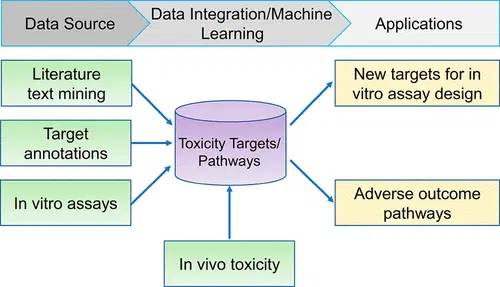 Data Source
Data Integration/Machine
Learning
Applications
Literature
text mining
Target
annotations
In vitro assays
Toxicity Targets/
Pathways
In vivo toxicity
New targets for in
vitro assay design
Adverse outcome
pathways